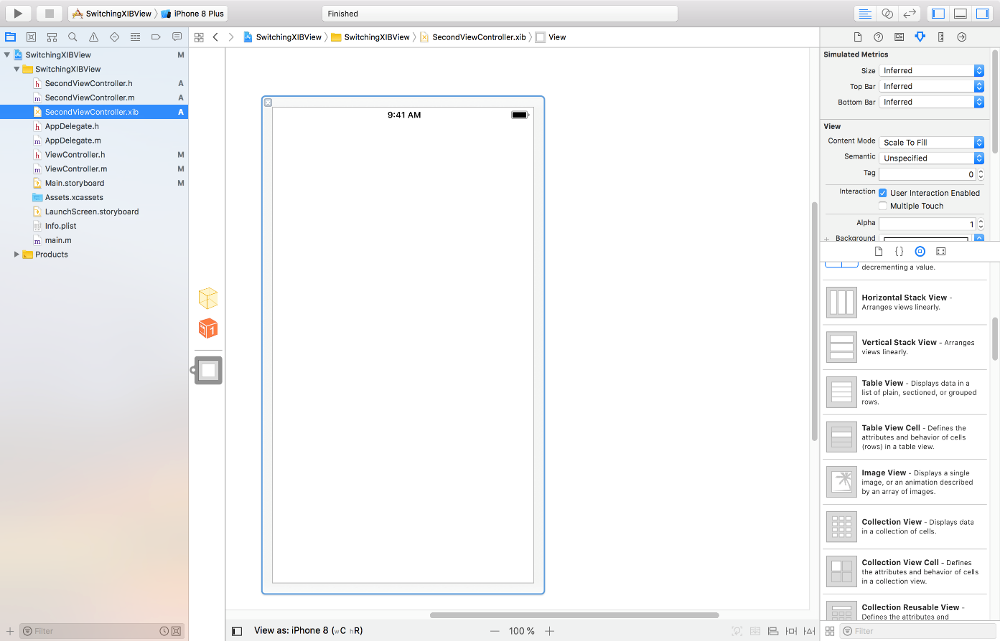 SwitchingXIBView
iPhone 8 Plus
Finished
SwitchingXIBView
SwitchingXIBView
SecondViewController.xib
View
SwitchingXIBView M
SwitchingXIBView
SecondViewController.h A
SecondViewController.m A
SecondViewController.xib A
AppDelegate.h
AppDelegate.m
ViewController.h M
ViewController.m M
Main.storyboard M
Assets.xcassets
LaunchScreen.storyboard
Info.plist
main.m
Products
Filter
9:41 AM
1
View as: iPhone 8 (wC hR)
100 %
Simulated Metrics
Size Inferred
Top Bar Inferred
Bottom Bar Inferred
View
Content Mode Scale To Fill
Semantic Unspecified
Tag 0
Interaction User Interaction Enabled
Multiple Touch
Alpha 1
Background
{}
decrementing a value.
Horizontal Stack View -
Arranges views linearly.
Vertical Stack View - Arranges
views linearly.
Table View - Displays data in a
list of plain, sectioned, or grouped
rows.
Table View Cell - Defines the
attributes and behavior of cells
(rows) in a table view.
Image View - Displays a single
image, or an animation described
by an array of images.
Collection View - Displays data
in a collection of cells.
Collection View Cell - Defines
the attributes and behavior of cells
in a collection view.
Collection Reusable View -
Defines the attributes and
Filter